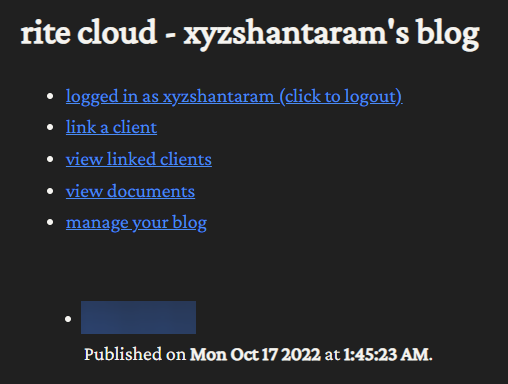 rite cloud - xyzshantaram's blog
logged in as xyzshantaram (click to logout)
link a client
view linked clients
view documents
manage your blog
Published on Mon Oct 17 2022 at 1:45:23 AM.